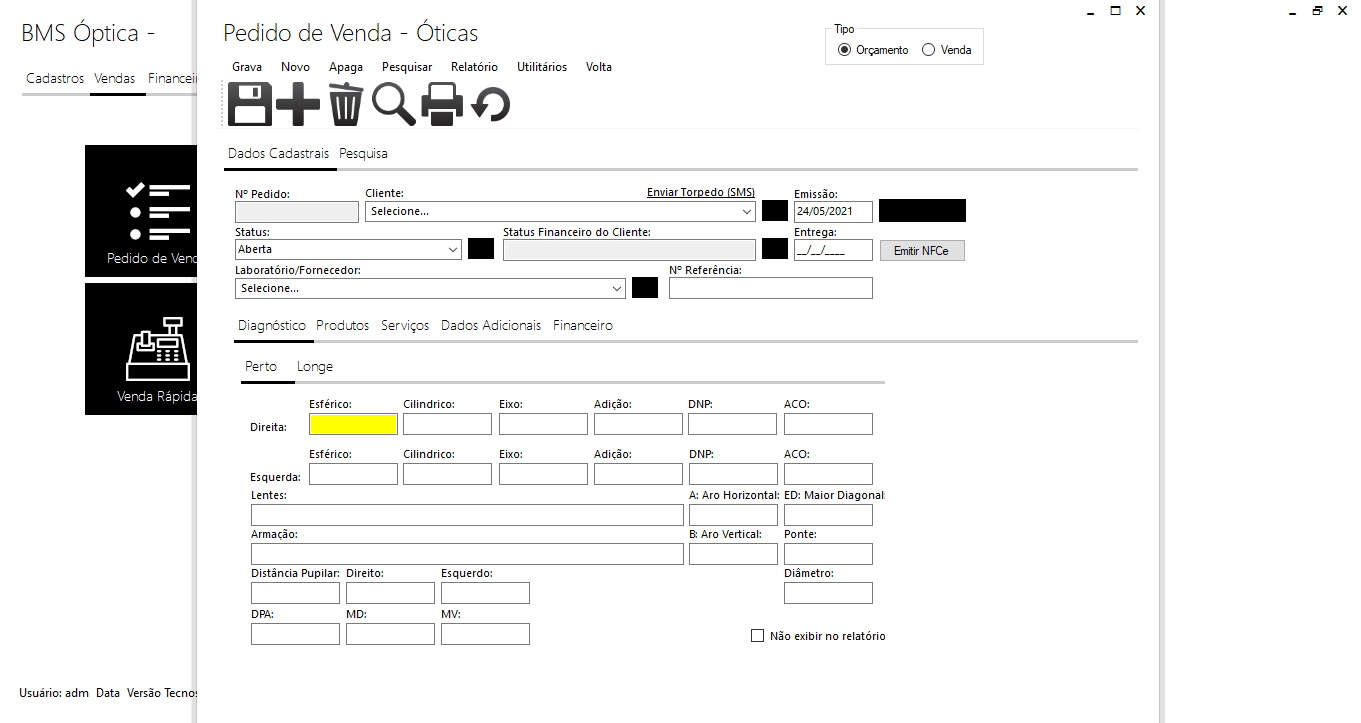 BMS Óptica -
Cadastros Vendas Financei
Pedido de Vend
Venda Rápida
Usuário: adm Data Versão Tecnos
Pedido de Venda - Óticas
Tipo
Orçamento Venda
Grava Novo Apaga Pesquisar Relatório Utilitários Volta
Dados Cadastrais Pesquisa
Nº Pedido: Cliente: Enviar Torpedo (SMS) Emissão:
Selecione... 24/05/2021
Status: Status Financeiro do Cliente: Entrega:
Aberta __/__/____ Emitir NFCe
Laboratório/Fornecedor: Nº Referência:
Selecione...
Diagnóstico Produtos Serviços Dados Adicionais Financeiro
Perto Longe
Esférico: Cilindrico: Eixo: Adição: DNP: ACO:
Direita:
Esférico: Cilindrico: Eixo: Adição: DNP: ACO:
Esquerda:
Lentes: A: Aro Horizontal: ED: Maior Diagonal:
Armação: B: Aro Vertical: Ponte:
Distância Pupilar: Direito: Esquerdo: Diâmetro:
DPA: MD: MV:
Não exibir no relatório